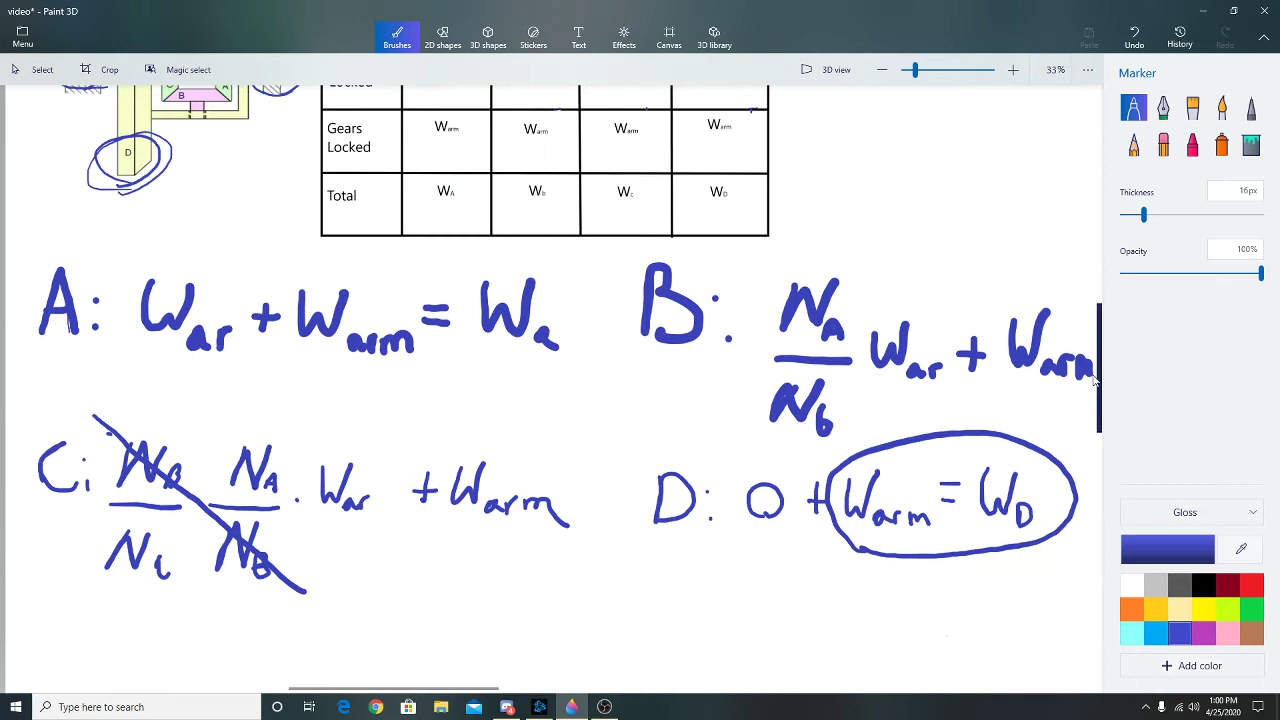 video* - Paint 3D
Menu
Brushes 2D shapes 3D shapes Stickers Text Effects Canvas 3D library
Paste Undo History Redo
Select Crop Magic select 3D view 33%
Marker
A
B
D
Locked
Gears Locked Warm Warm Warm Warm
Total WA Wb Wc WD
Thickness 16px
Opacity 100%
A: War + Warm = Wa
B: NA/Nb War + Warm
C: NB/Nc NA/NB · War + Warm
D: 0 + Warm = WD
Gloss
Add color
Type here to search
1:00 PM
4/25/2020